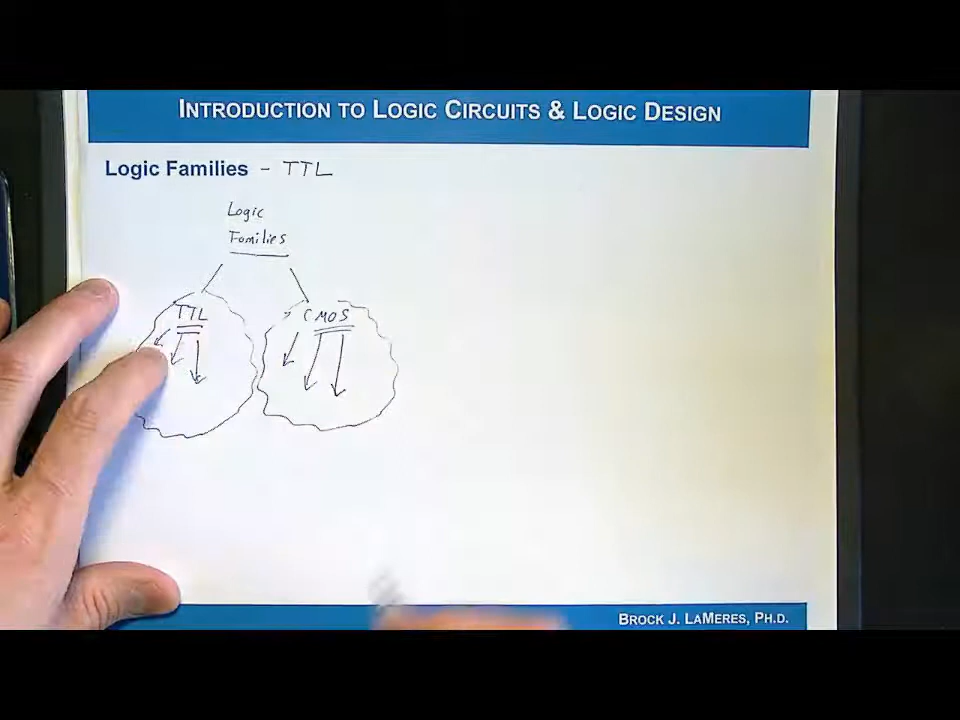 INTRODUCTION TO LOGIC CIRCUITS & LOGIC DESIGN
Logic Families - TTL
Logic
Families
TTL
CMOS
BROCK J. LAMERES, PH.D.